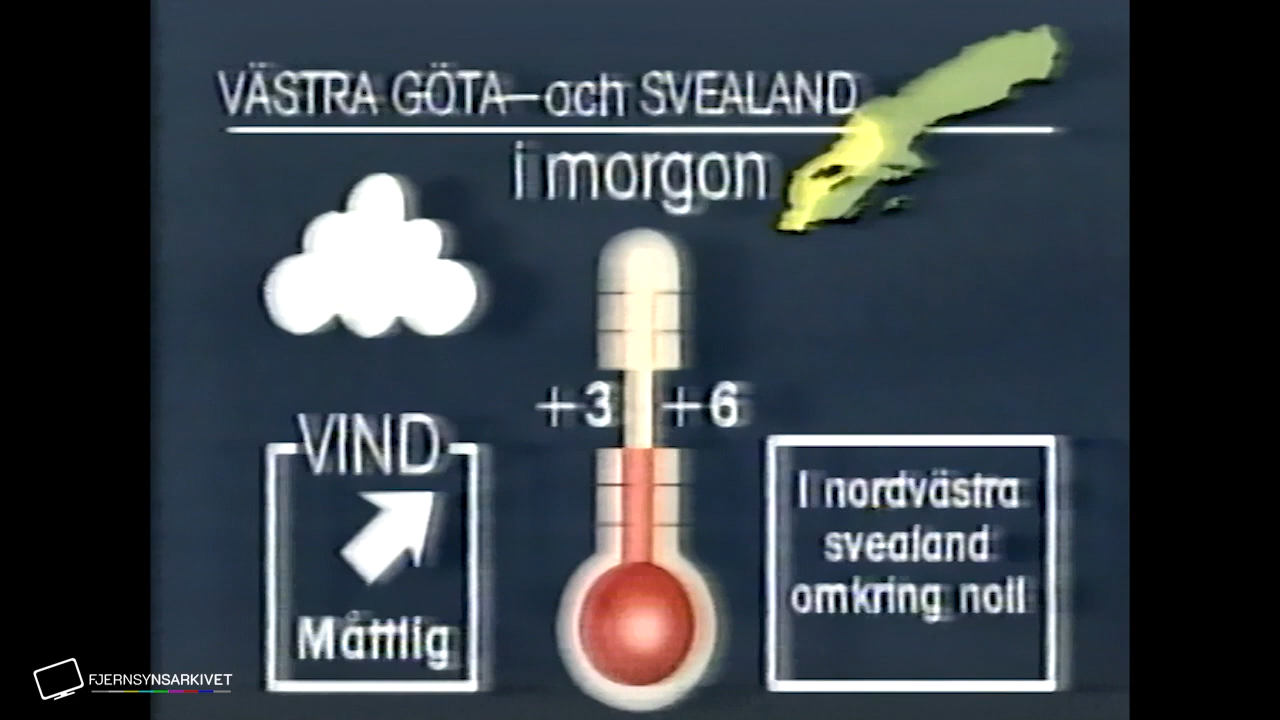 VÄSTRA GÖTA–och SVEALAND
i morgon
+3 +6
VIND
Måttlig
I nordvästra
svealand
omkring noll
FJERNSYNSARKIVET